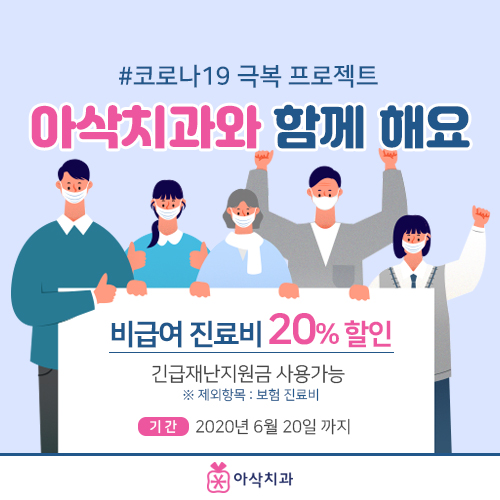 #코로나19 극복 프로젝트
아삭치과와 함께 해요
비급여 진료비 20% 할인
긴급재난지원금 사용가능
※ 제외항목 : 보험 진료비
기간 2020년 6월 20일 까지
아삭치과